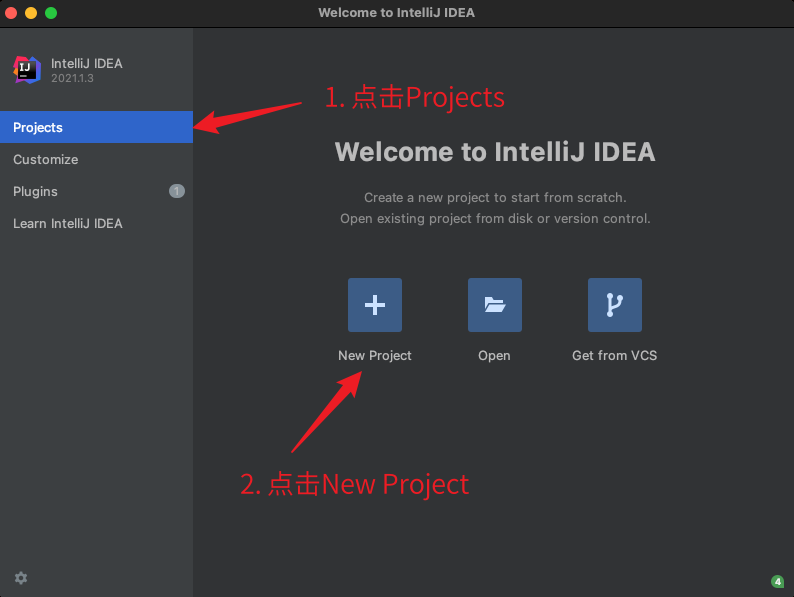 Welcome to IntelliJ IDEA
IJ
IntelliJ IDEA
2021.1.3
Projects
Customize
Plugins
1
Learn IntelliJ IDEA
1. 点击Projects
Welcome to IntelliJ IDEA
Create a new project to start from scratch.
Open existing project from disk or version control.
New Project
Open
Get from VCS
2. 点击New Project
4